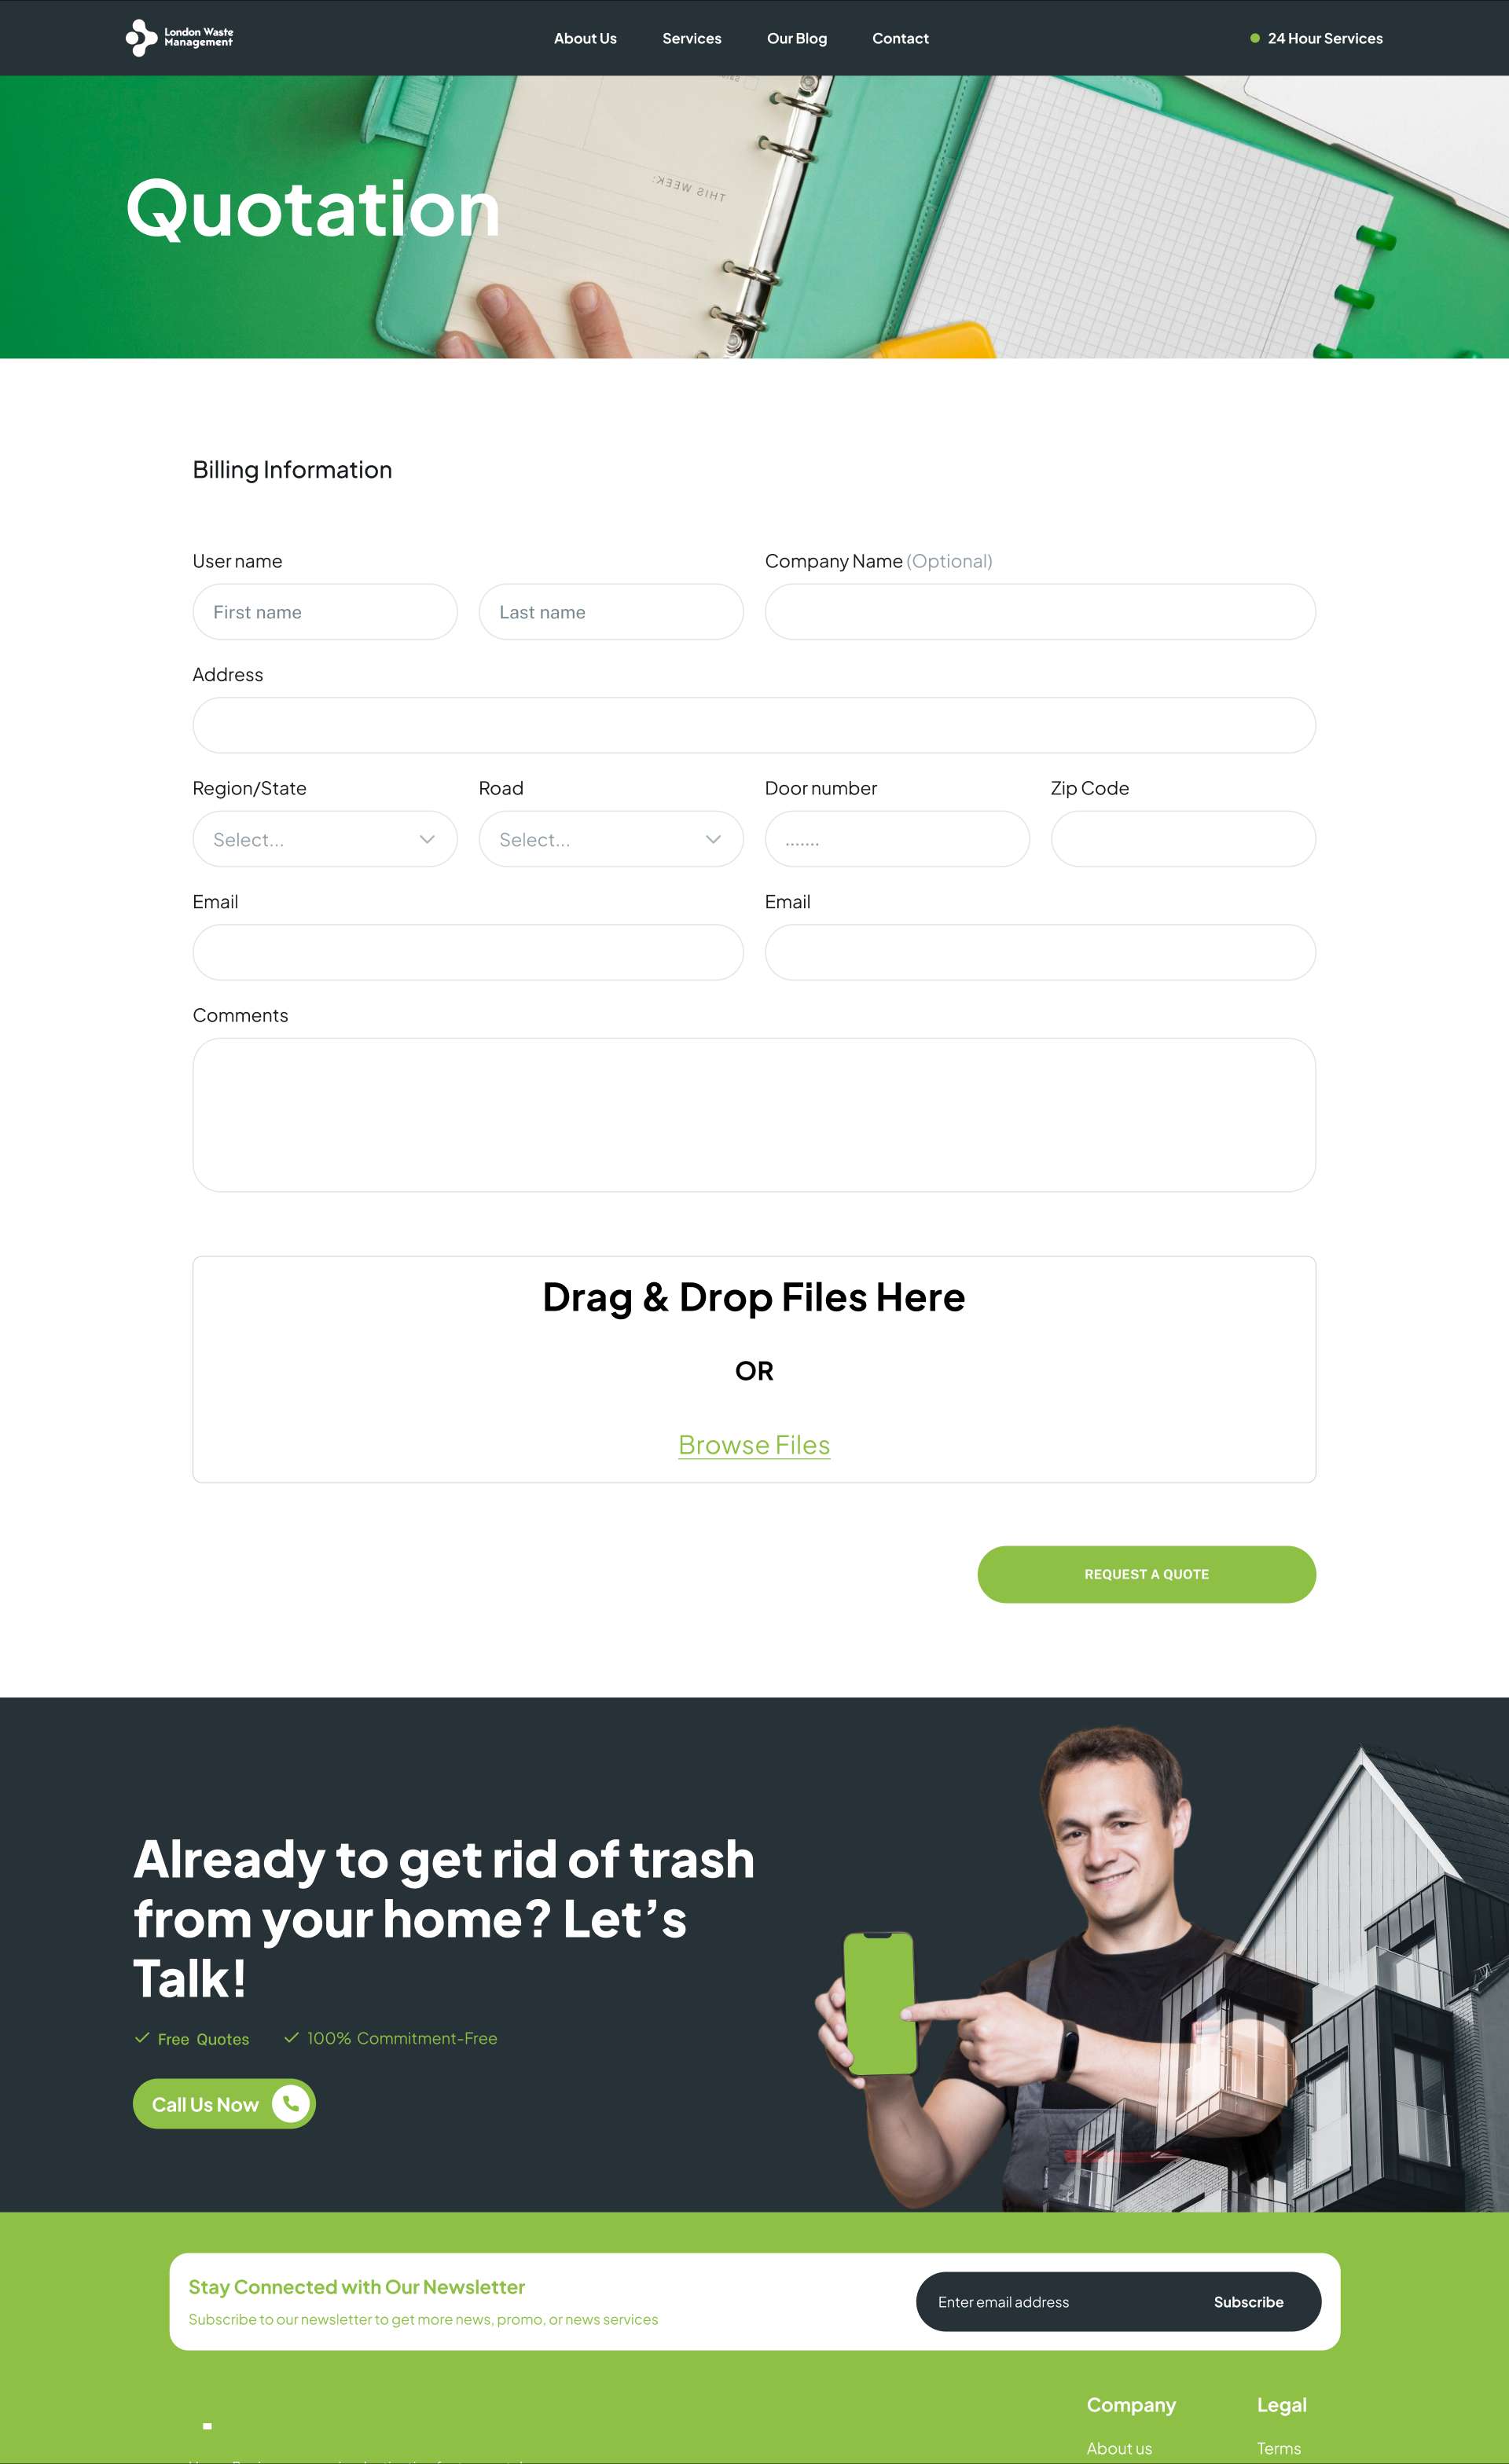 London Waste
Management
About Us
Services
Our Blog
Contact
24 Hour Services
THIS WEEK:
Quotation
Billing Information
User name
Company Name (Optional)
First name
Last name
Address
Region/State
Road
Door number
Zip Code
Select...
Select...
.......
Email
Email
Comments
Drag & Drop Files Here
OR
Browse Files
REQUEST A QUOTE
Already to get rid of trash
from your home? Let’s
Talk!
Free Quotes
100% Commitment-Free
Call Us Now
Stay Connected with Our Newsletter
Subscribe to our newsletter to get more news, promo, or news services
Enter email address
Subscribe
Company
Legal
About us
Terms